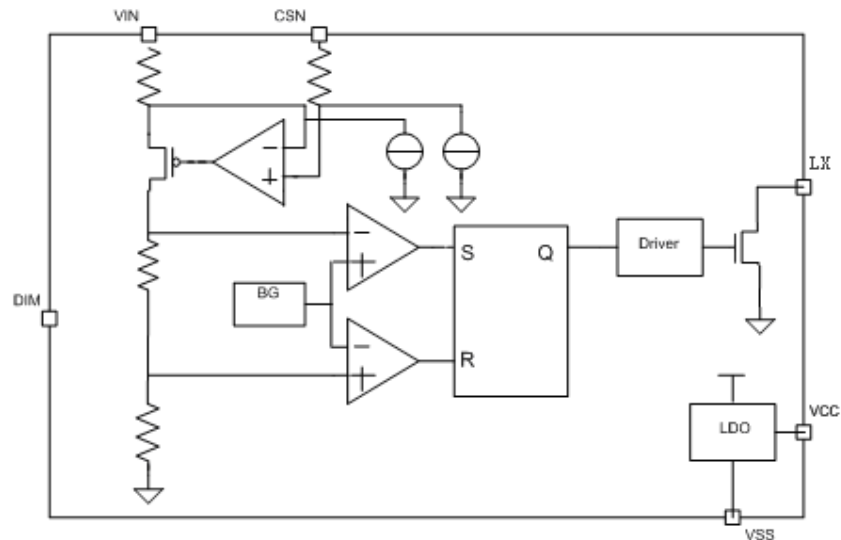 VIN
CSN
LX
−
+
−
+
S
Q
Driver
DIM
BG
−
+
R
VCC
LDO
VSS